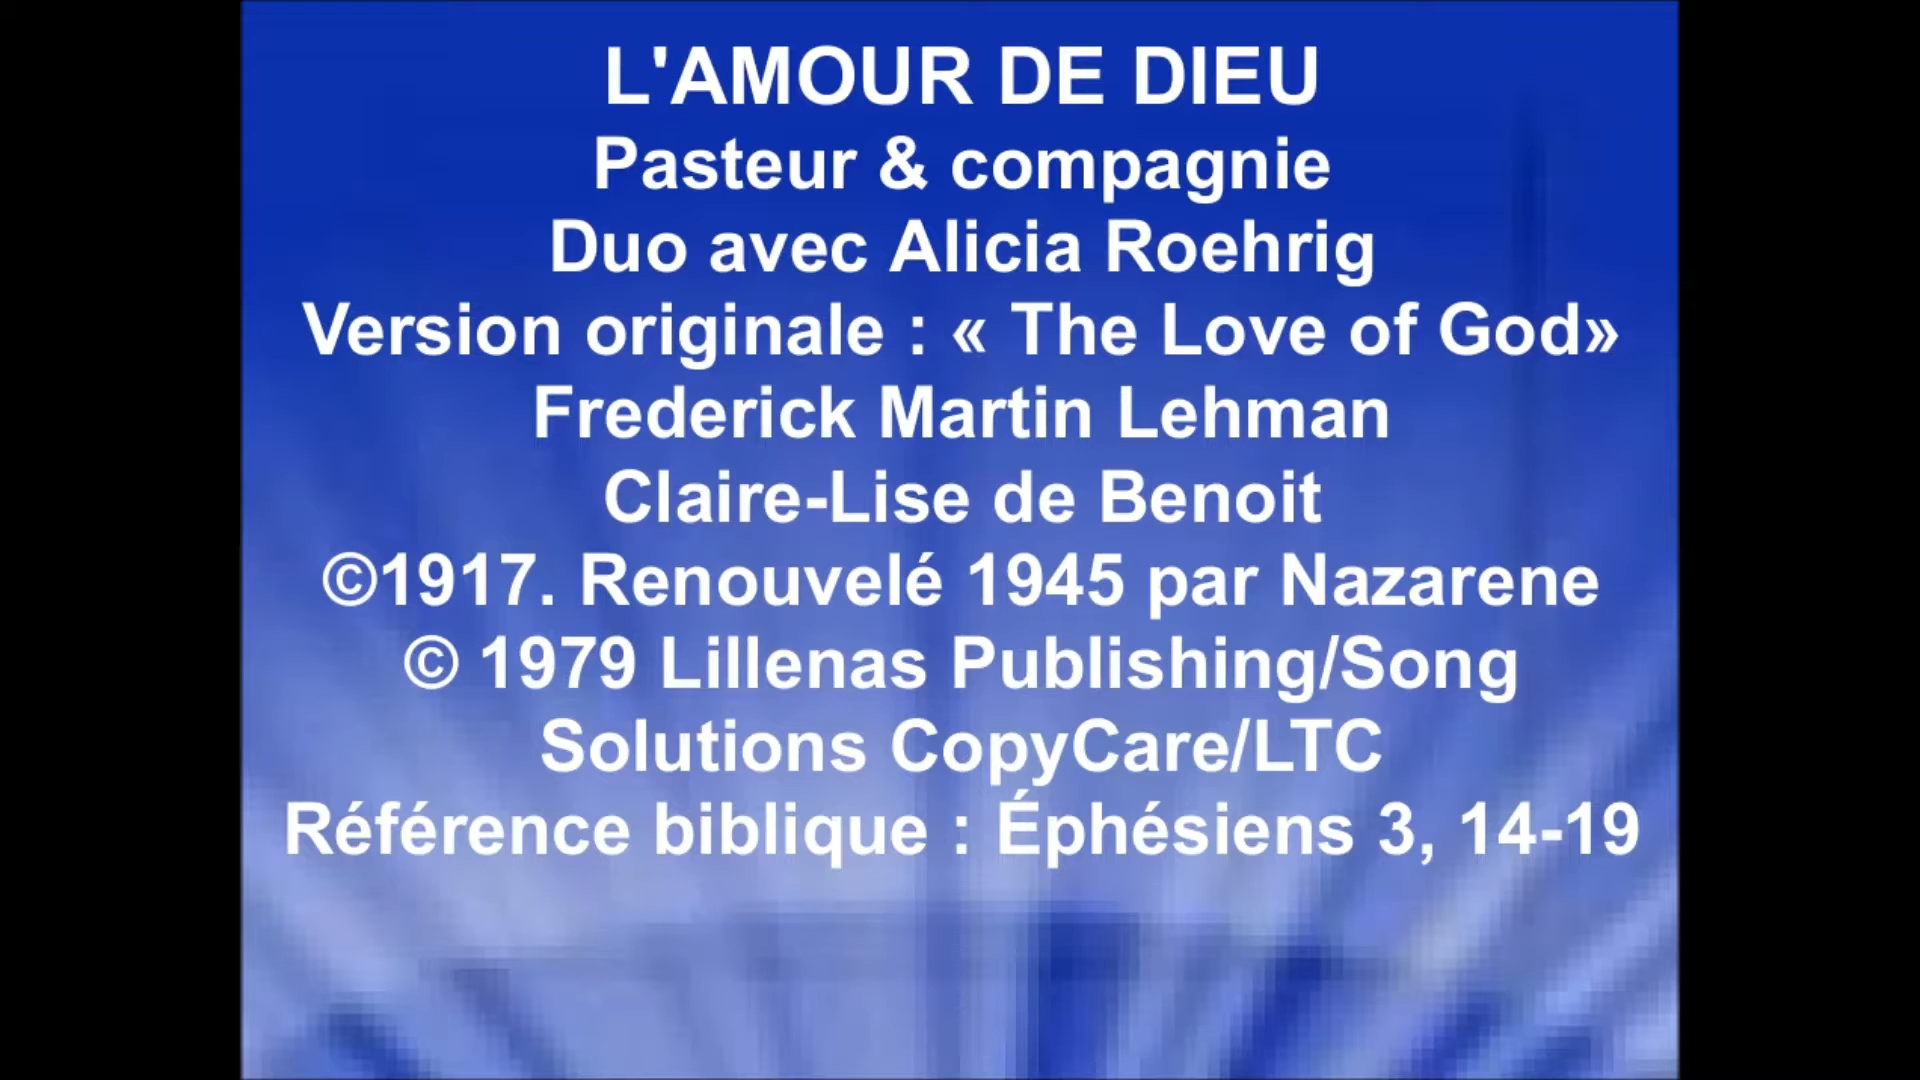 L'AMOUR DE DIEU
Pasteur & compagnie
Duo avec Alicia Roehrig
Version originale : « The Love of God»
Frederick Martin Lehman
Claire-Lise de Benoit
©1917. Renouvelé 1945 par Nazarene
© 1979 Lillenas Publishing/Song
Solutions CopyCare/LTC
Référence biblique : Éphésiens 3, 14-19